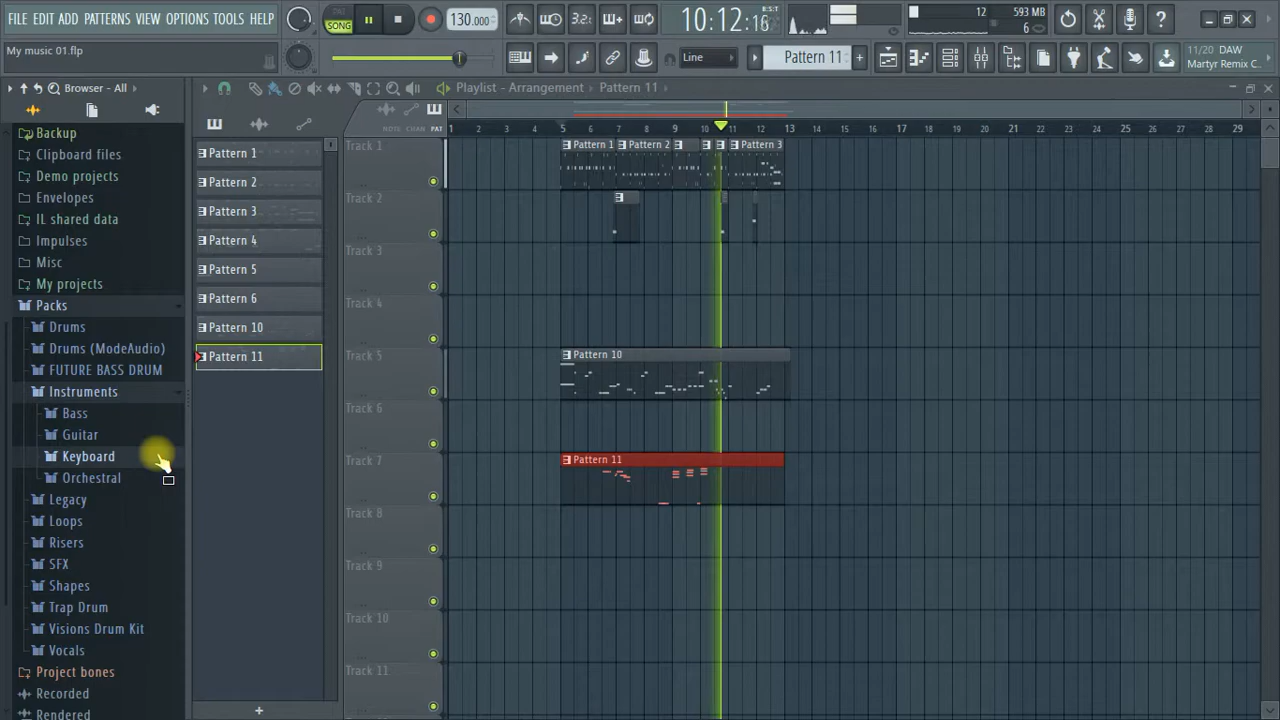 FILE EDIT ADD PATTERNS VIEW OPTIONS TOOLS HELP
PAT
SONG
130.000
3.2
10:12:16
12
593 MB
6
My music 01.flp
Line
Pattern 11
11/20 DAW
Martyr Remix C..
Browser - All
Playlist - Arrangement
Pattern 11
NOTE CHAN PAT
1 2 3 4 5 6 7 8 9 10 11 12 13 14 15 16 17 18 19 20 21 22 23 24 25 26 27 28 29
Backup
Clipboard files
Demo projects
Envelopes
IL shared data
Impulses
Misc
My projects
Packs
Drums
Drums (ModeAudio)
FUTURE BASS DRUM
Instruments
Bass
Guitar
Keyboard
Orchestral
Legacy
Loops
Risers
SFX
Shapes
Trap Drum
Visions Drum Kit
Vocals
Project bones
Recorded
Rendered
Pattern 1
Pattern 2
Pattern 3
Pattern 4
Pattern 5
Pattern 6
Pattern 10
Pattern 11
Track 1
Pattern 1
Pattern 2
Pattern 3
Track 2
Track 3
Track 4
Track 5
Pattern 10
Track 6
Track 7
Pattern 11
Track 8
Track 9
Track 10
Track 11